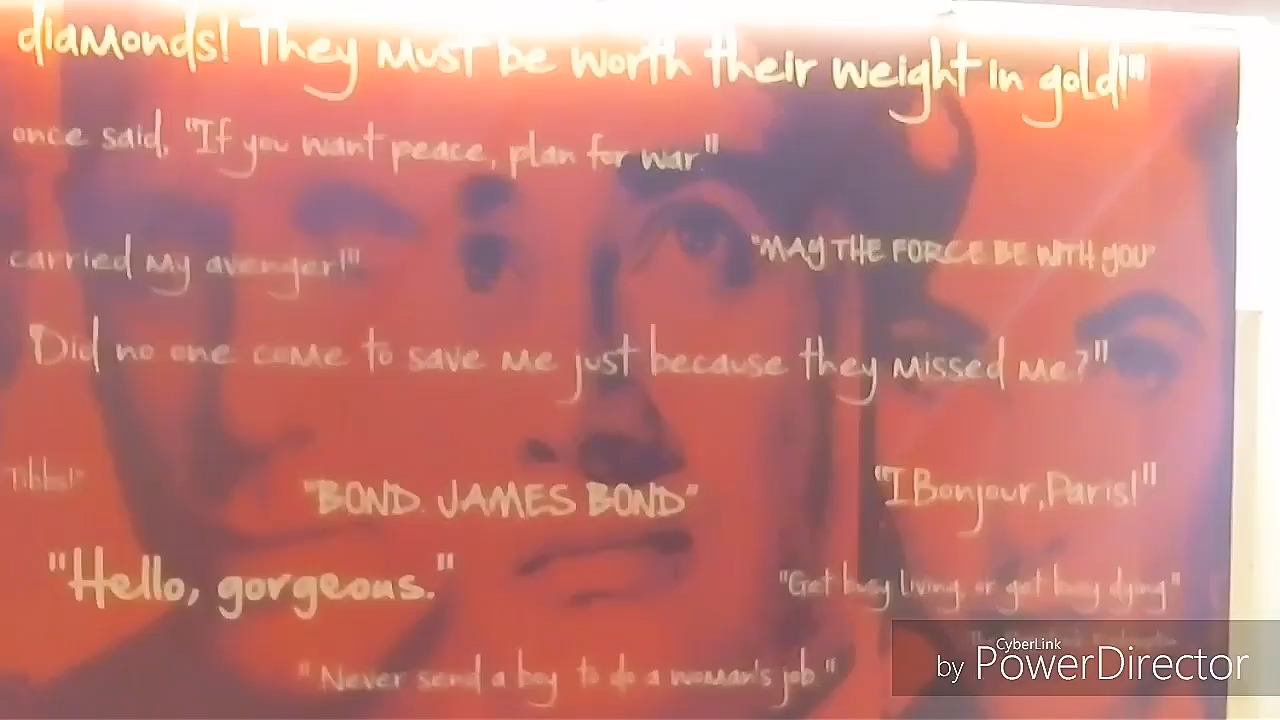 diamonds! They must be worth their weight in gold!"
once said, "If you want peace, plan for war."
carried my avenger!"
"MAY THE FORCE BE WITH YOU"
Did no one come to save me just because they missed me?"
Tibbs!"
"BOND. JAMES BOND"
"I Bonjour, Paris!"
"Hello, gorgeous."
"Get busy living, or get busy dying"
"Never send a boy to do a woman's job."
CyberLink
by PowerDirector